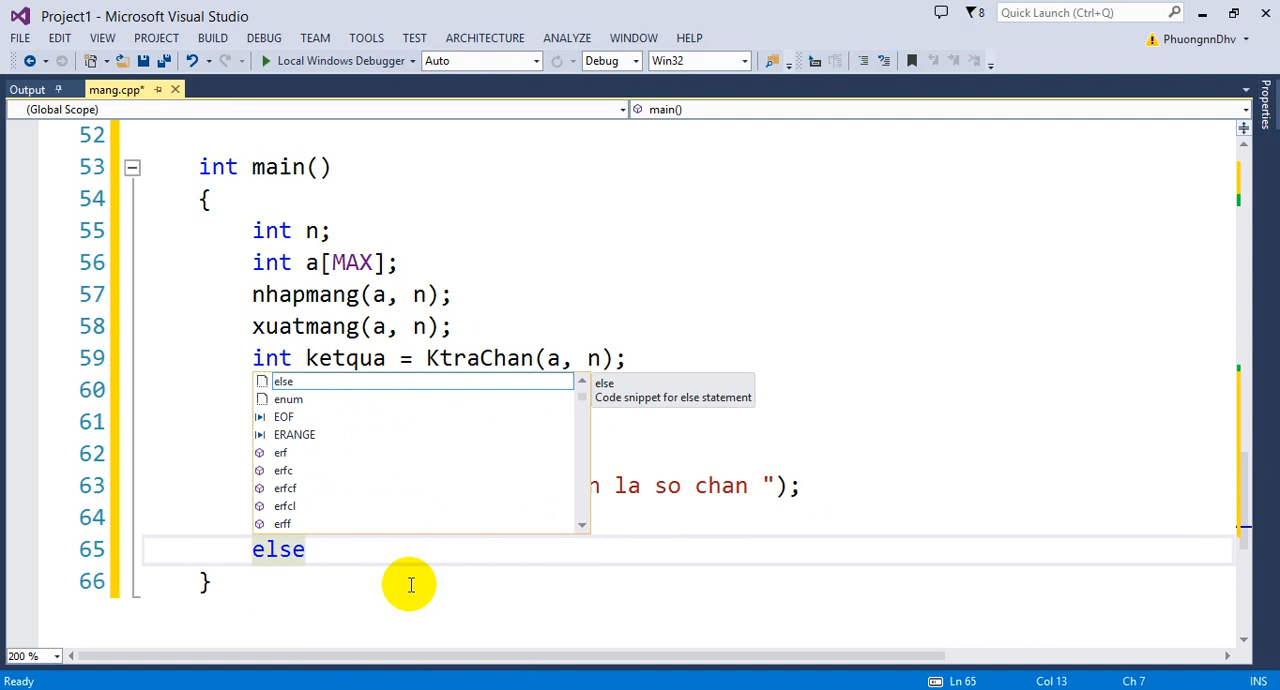 Project1 - Microsoft Visual Studio
8
Quick Launch (Ctrl+Q)
FILE EDIT VIEW PROJECT BUILD DEBUG TEAM TOOLS TEST ARCHITECTURE ANALYZE WINDOW HELP
PhuongnnDhv
Local Windows Debugger
Auto
Debug
Win32
Output
mang.cpp*
Properties
(Global Scope)
main()
52
53 int main()
54 {
55 int n;
56 int a[MAX];
57 nhapmang(a, n);
58 xuatmang(a, n);
59 int ketqua = KtraChan(a, n);
60
61
62
63 n la so chan ");
64
65 else
66 }
else
enum
EOF
ERANGE
erf
erfc
erfcf
erfcl
erff
else
Code snippet for else statement
200 %
Ready
Ln 65
Col 13
Ch 7
INS